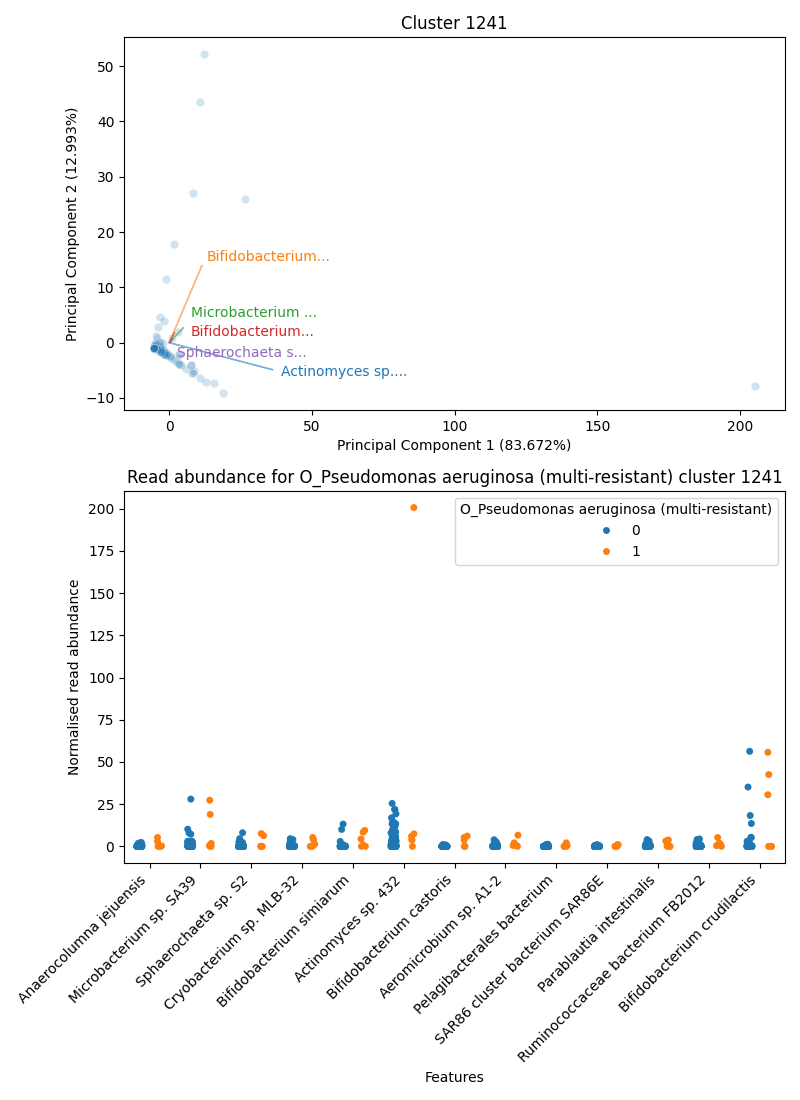 Cluster 1241
Principal Component 2 (12.993%)
50
40
30
20
10
0
−10
Bifidobacterium...
Microbacterium ...
Bifidobacterium...
Sphaerochaeta s...
Actinomyces sp....
0
50
100
150
200
Principal Component 1 (83.672%)
Read abundance for O_Pseudomonas aeruginosa (multi-resistant) cluster 1241
Normalised read abundance
200
175
150
125
100
75
50
25
0
O_Pseudomonas aeruginosa (multi-resistant)
0
1
Anaerocolumna jejuensis
Microbacterium sp. SA39
Sphaerochaeta sp. S2
Cryobacterium sp. MLB-32
Bifidobacterium simiarum
Actinomyces sp. 432
Bifidobacterium castoris
Aeromicrobium sp. A1-2
Pelagibacterales bacterium
SAR86 cluster bacterium SAR86E
Parablautia intestinalis
Ruminococcaceae bacterium FB2012
Bifidobacterium crudilactis
Features